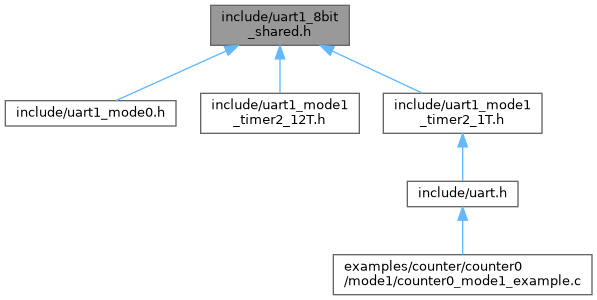 include/uart1_8bit
_shared.h
include/uart1_mode0.h
include/uart1_mode1
_timer2_12T.h
include/uart1_mode1
_timer2_1T.h
include/uart.h
examples/counter/counter0
/mode1/counter0_mode1_example.c